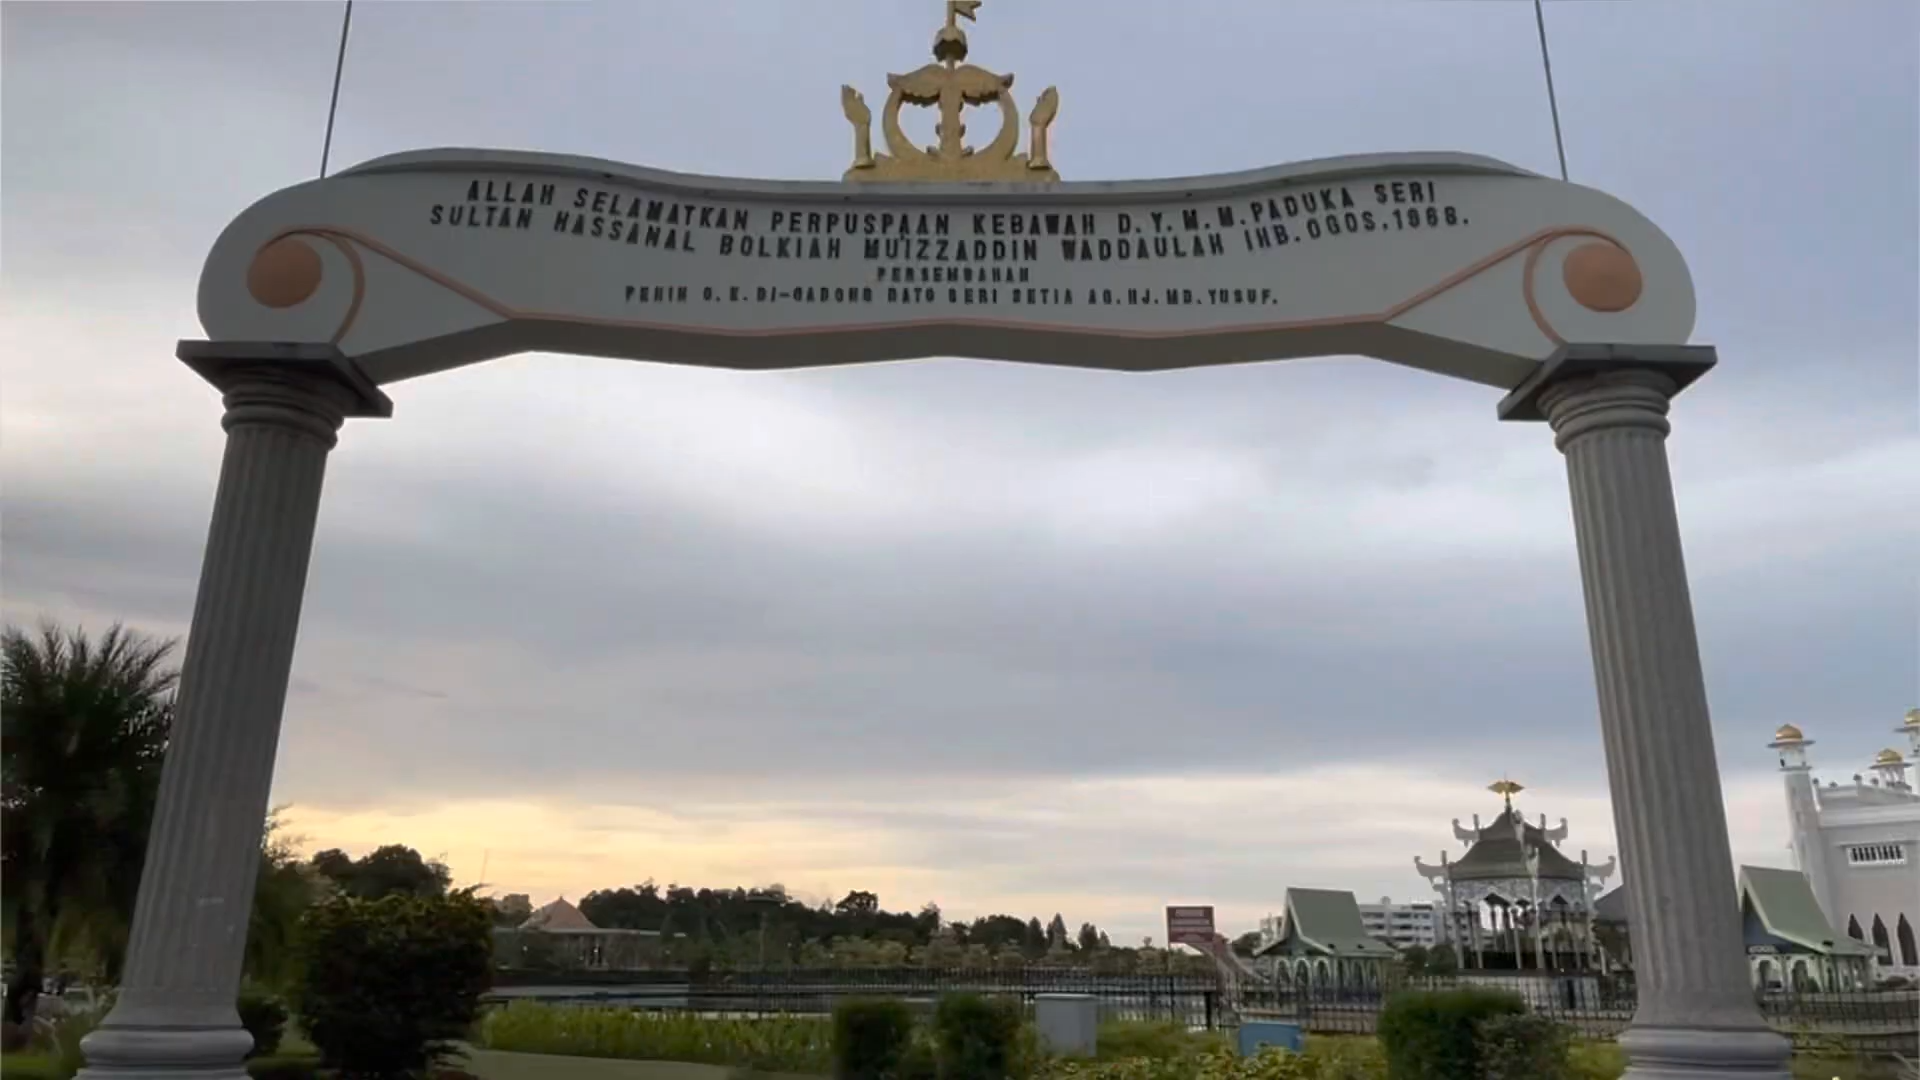 ALLAH SELAMATKAN PERPUSPAAN KEBAWAH D.Y.M.M.PADUKA SERI
SULTAN HASSANAL BOLKIAH MU'IZZADDIN WADDAULAH 1HB.OGOS.1968.
PERSEMBAHAN
PEHIN O.K.DI-GADONG DATO SERI SETIA AG.HJ.MD.YUSUF.